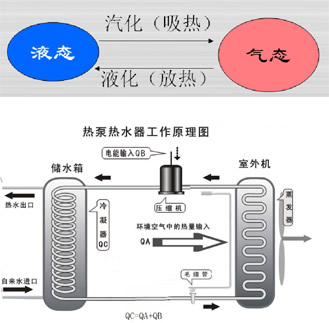 汽化（吸热）
液态
气态
液化（放热）
热泵热水器工作原理图
电能输入QB
储水箱
室外机
热水出口
冷凝器QC
压缩机
蒸发器
环境空气中的热量输入
QA
毛细管
自来水进口
QC=QA+QB